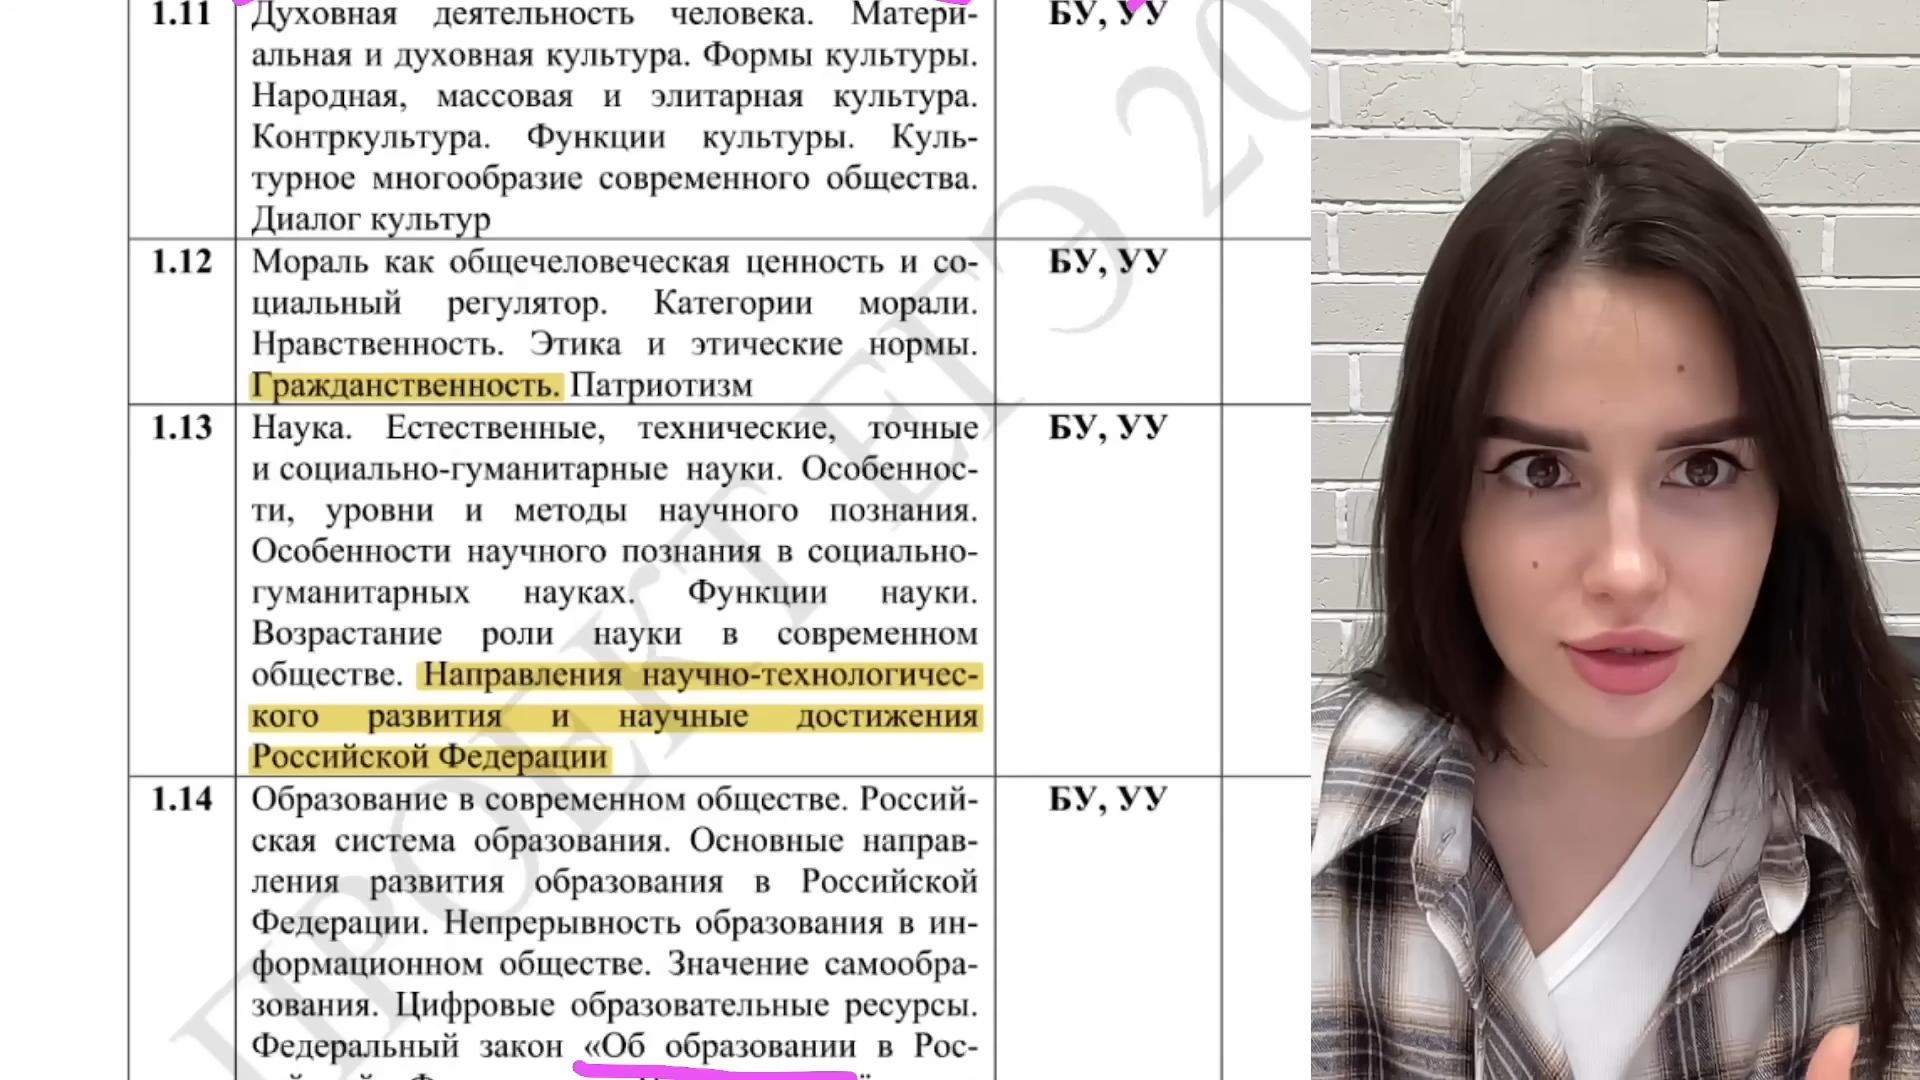 1.11 Духовная деятельность человека. Матери- БУ, УУ
альная и духовная культура. Формы культуры.
Народная, массовая и элитарная культура.
Контркультура. Функции культуры. Куль-
турное многообразие современного общества.
Диалог культур
1.12 Мораль как общечеловеческая ценность и со- БУ, УУ
циальный регулятор. Категории морали.
Нравственность. Этика и этические нормы.
Гражданственность. Патриотизм
1.13 Наука. Естественные, технические, точные БУ, УУ
и социально-гуманитарные науки. Особеннос-
ти, уровни и методы научного познания.
Особенности научного познания в социально-
гуманитарных науках. Функции науки.
Возрастание роли науки в современном
обществе. Направления научно-технологичес-
кого развития и научные достижения
Российской Федерации
1.14 Образование в современном обществе. Россий- БУ, УУ
ская система образования. Основные направ-
ления развития образования в Российской
Федерации. Непрерывность образования в ин-
формационном обществе. Значение самообра-
зования. Цифровые образовательные ресурсы.
Федеральный закон «Об образовании в Рос-
ПРОЕКТ ЕГЭ 20